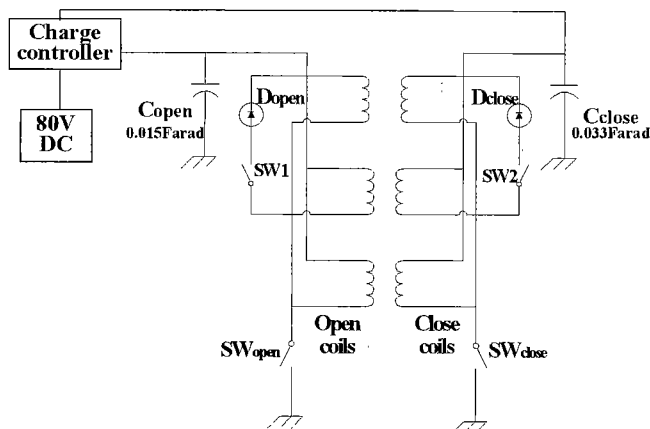 Charge
controller
80V
DC
Copen
0.015Farad
Dopen
SW1
Dclose
SW2
Cclose
0.033Farad
Open
coils
Close
coils
SWopen
SWclose